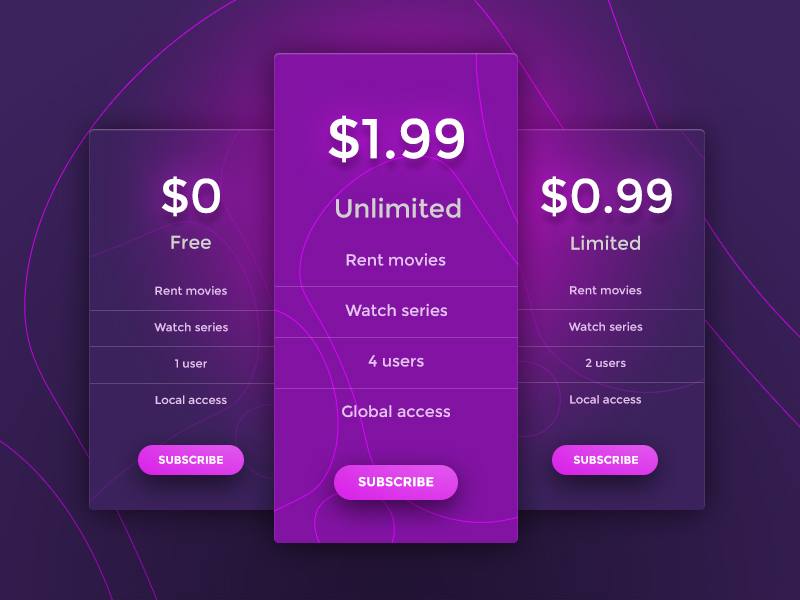 $0
Free
Rent movies
Watch series
1 user
Local access
SUBSCRIBE
$1.99
Unlimited
Rent movies
Watch series
4 users
Global access
SUBSCRIBE
$0.99
Limited
Rent movies
Watch series
2 users
Local access
SUBSCRIBE